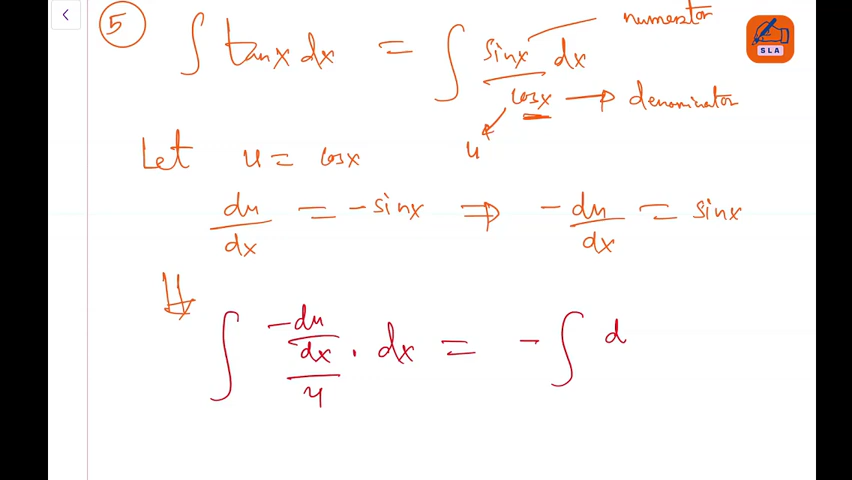 5
∫ tanx dx = ∫ sinx/cosx dx
numerator
denominator
u
Let u = cosx
du/dx = -sinx ⇒ -du/dx = sinx
⇓
∫ (-du/dx)/u · dx = -∫ d
SLA